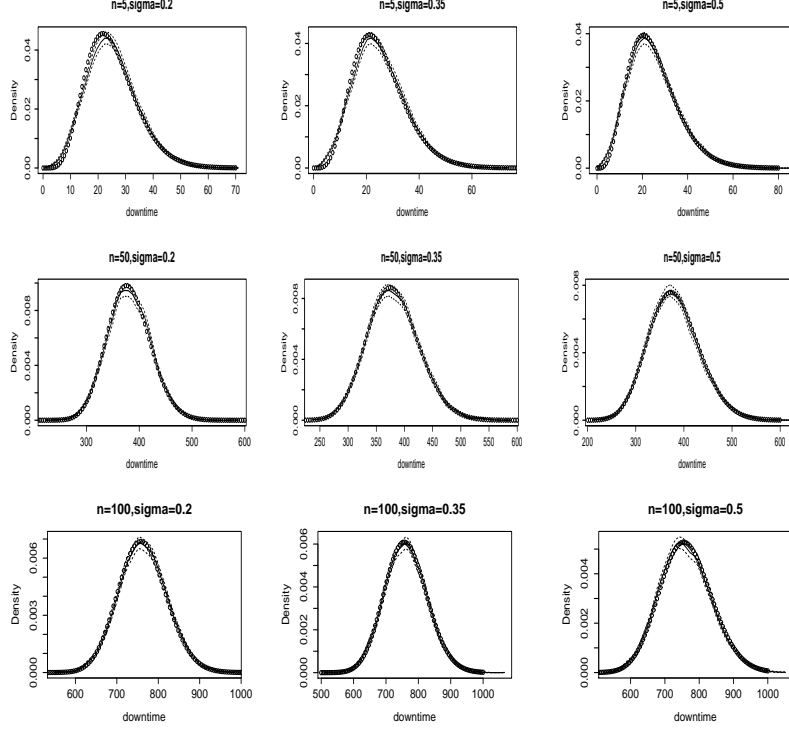 n=5,sigma=0.2
n=5,sigma=0.35
n=5,sigma=0.5
Density
0.00 0.02 0.04
0 10 20 30 40 50 60 70
downtime
Density
0.00 0.02 0.04
0 20 40 60
downtime
Density
0.00 0.02 0.04
0 20 40 60 80
downtime
n=50,sigma=0.2
n=50,sigma=0.35
n=50,sigma=0.5
Density
0.000 0.004 0.008
300 400 500 600
downtime
Density
0.000 0.004 0.008
250 300 350 400 450 500 550 600
downtime
Density
0.000 0.004 0.008
200 300 400 500 600
downtime
n=100,sigma=0.2
n=100,sigma=0.35
n=100,sigma=0.5
Density
0.000 0.003 0.006
600 700 800 900 1000
downtime
Density
0.000 0.002 0.004 0.006
500 600 700 800 900 1000
downtime
Density
0.000 0.002 0.004
600 700 800 900 1000
downtime